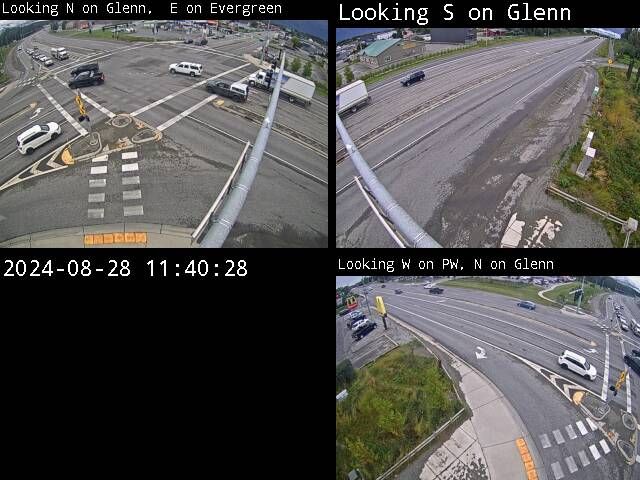 Looking N on Glenn,  E on Evergreen
Looking S on Glenn
2024-08-28 11:40:28
Looking W on PW, N on Glenn